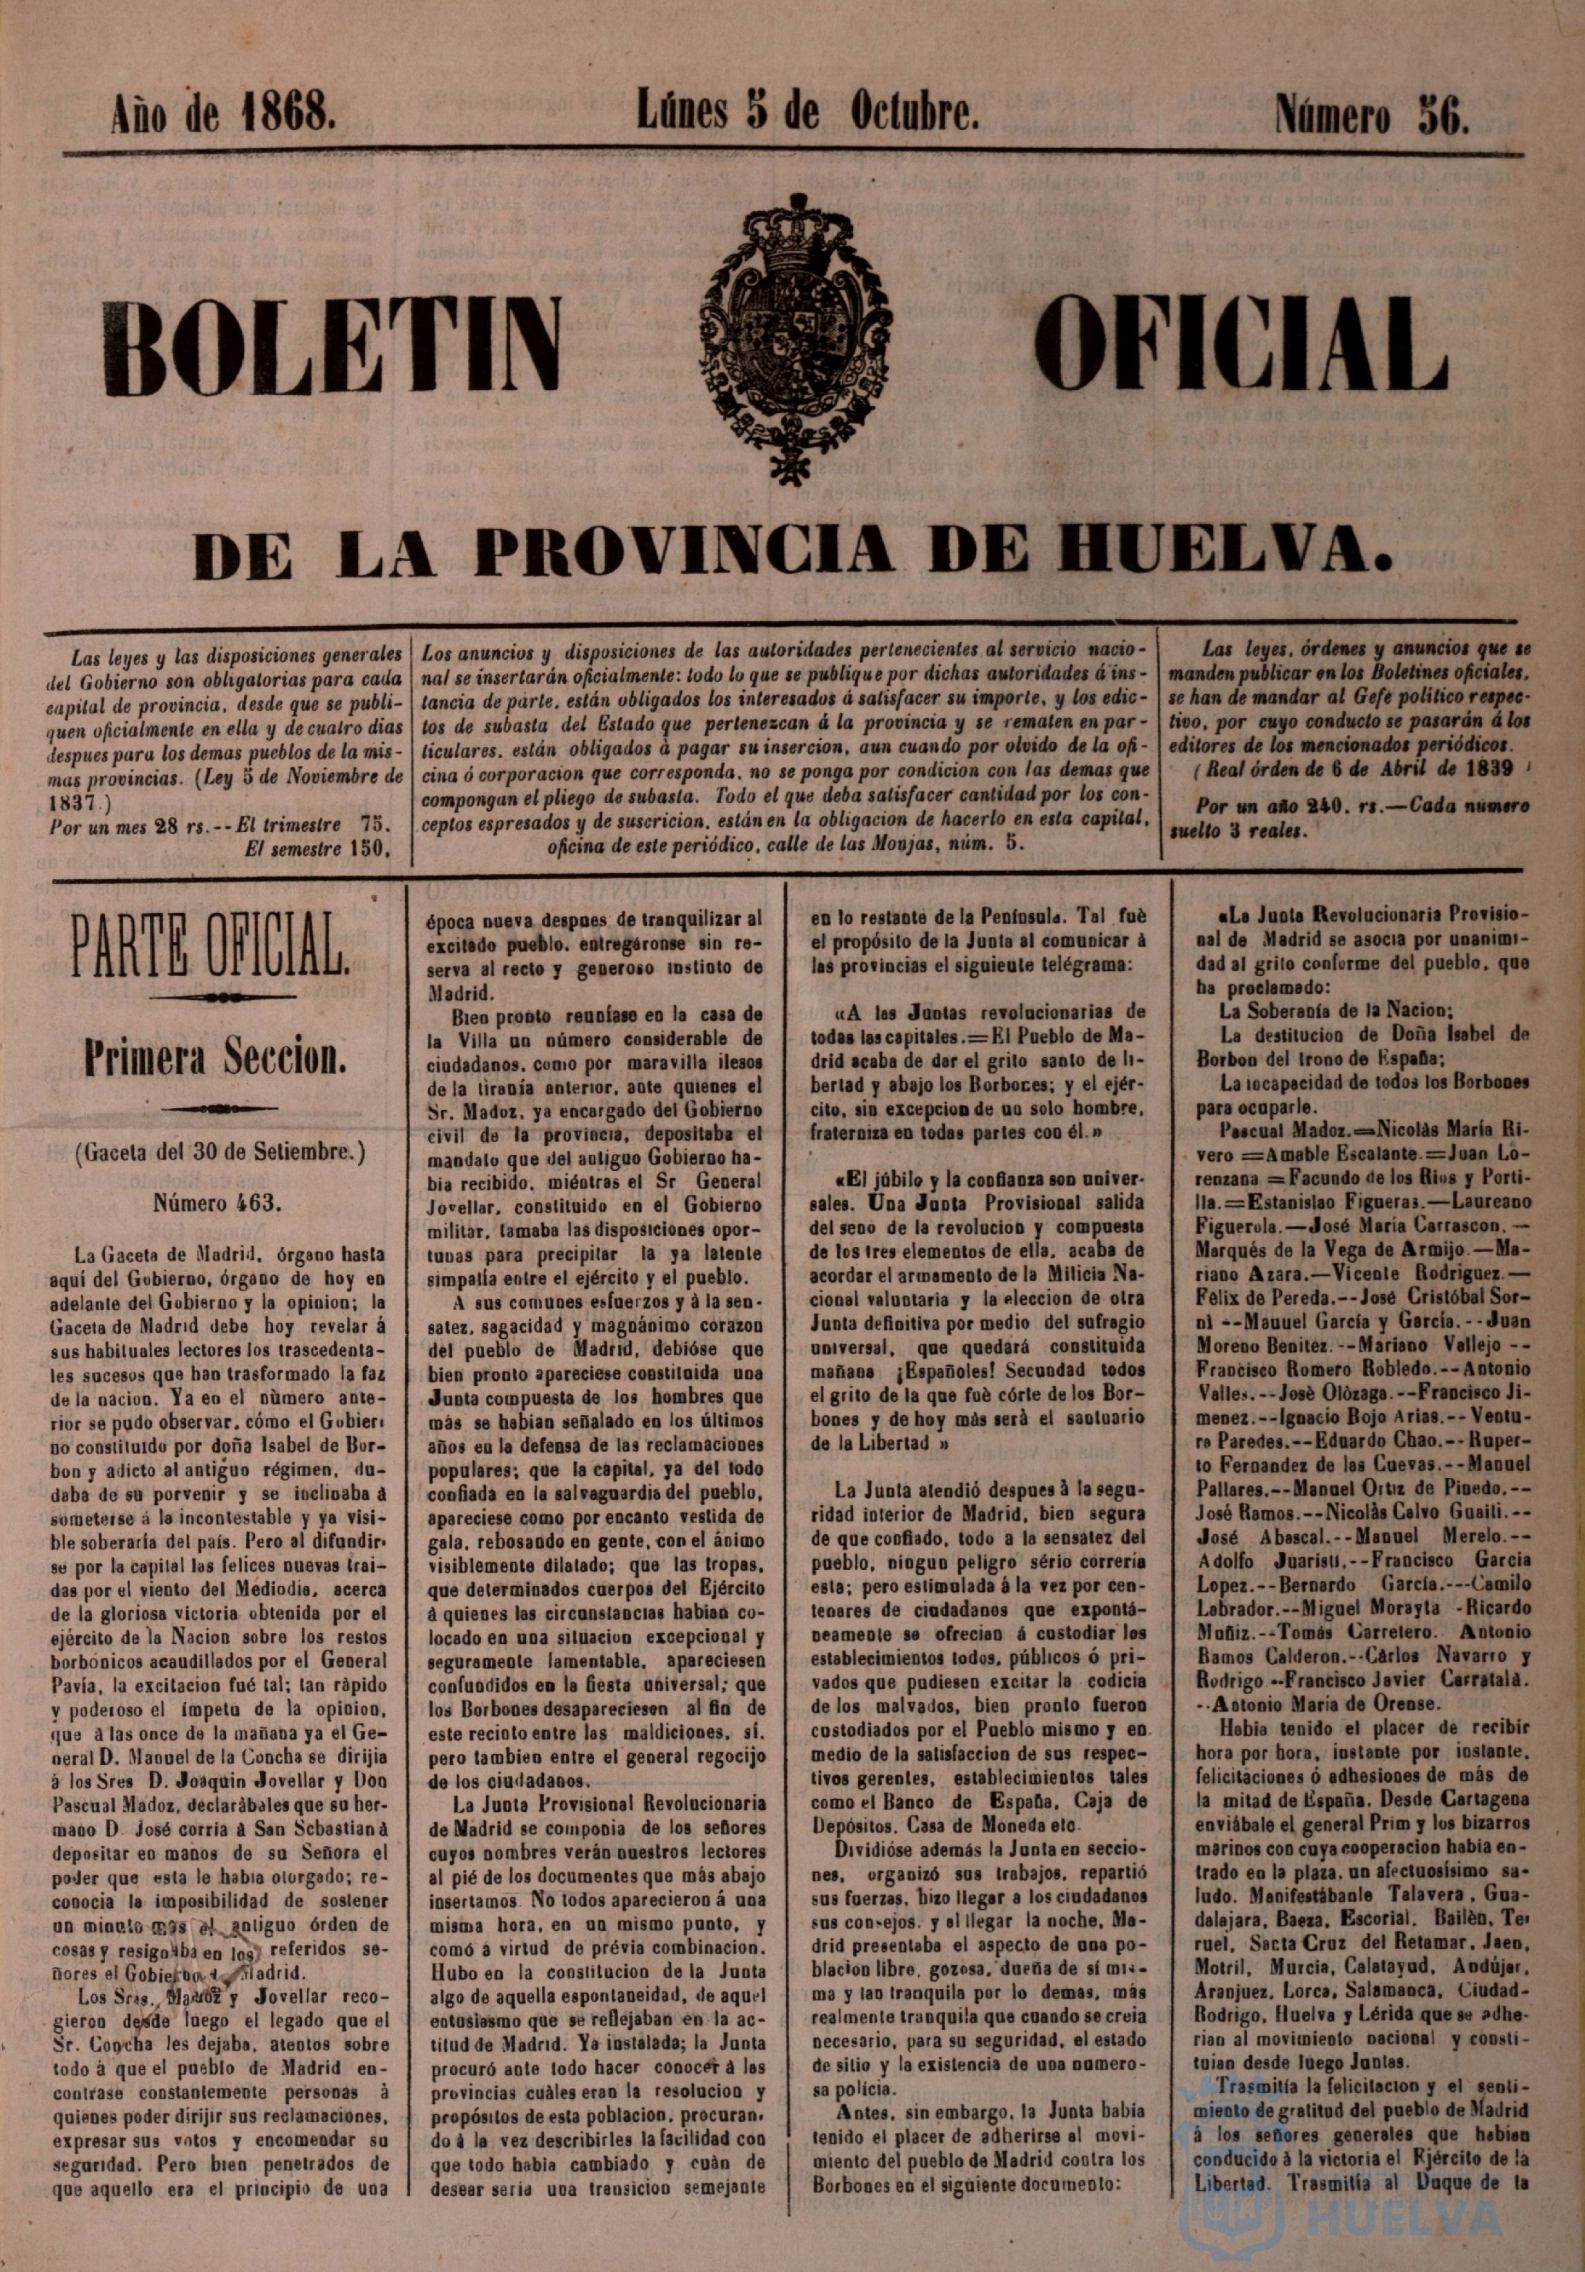 Año de 1868.
Lúnes 5 de Octubre.
Número 56.
BOLETIN OFICIAL
DE LA PROVINCIA DE HUELVA.
Las leyes y las disposiciones generales
del Gobierno son obligatorias para cada
capital de provincia, desde que se publi-
quen oficialmente en ella y de cuatro dias
despues para los demas pueblos de la mis-
mas provincias. (Ley 3 de Noviembre de
1837.)
Por un mes 28 rs.--El trimestre 75.
El semestre 150.
Los anuncios y disposiciones de las autoridades pertenecientes al servicio nacio-
nal se insertarán oficialmente: todo lo que se publique por dichas autoridades á ins-
tancia de parte, están obligados los interesados á satisfacer su importe, y los edic-
tos de subasta del Estado que pertenezcan á la provincia y se rematen en par-
ticulares, están obligados à pagar su insercion, aun cuando por olvido de la ofi-
cina ó corporacion que corresponda, no se ponga por condicion con las demas que
compongan el pliego de subasta. Todo el que deba satisfacer cantidad por los con-
ceptos espresados y de suscricion, están en la obligacion de hacerlo en esta capital,
oficina de este periódico, calle de las Monjas, núm. 5.
Las leyes, órdenes y anuncios que se
manden publicar en los Boletines oficiales,
se han de mandar al Gefe politico respec-
tivo, por cuyo conducto se pasarán á los
editores de los mencionados periódicos.
(Real órden de 6 de Abril de 1839
Por un año 240. rs.—Cada numero
suelto 3 reales.
PARTE OFICIAL.
Primera Seccion.
(Gaceta del 30 de Setiembre.)
Número 463.
La Gaceta de Madrid, órgano hasta
aquí del Gobierno, órgano de hoy en
adelante del Gobierno y la opinion; la
Gaceta de Madrid debe hoy revelar á
sus habituales lectores los trascedenta-
les sucesos que han trasformado la faz
de la nacion. Ya en el número ante-
rior se pudo observar, cómo el Gobier-
no constituido por doña Isabel de Bor-
bon y adicto al antiguo régimen, du-
daba de su porvenir y se inclinaba à
someterse á la incontestable y ya visi-
ble soberaría del país. Pero al difundir-
se por la capital las felices nuevas trai-
das por el viento del Mediodia, acerca
de la gloriosa victoria obtenida por el
ejército de la Nacion sobre los restos
borbónicos acaudillados por el General
Pavia, la excitacion fué tal; tan ràpido
y poderoso el ímpetu de la opinion,
que à las once de la mañana ya el Ge-
neral D. Manuel de la Concha se dirijia
á los Sres D. Joaquin Jovellar y Don
Pascual Madoz, declarábales que su her-
mano D. José corria à San Scbastian à
depositar en manos de su Señora el
poder que esta le habia otorgado; re-
conocia la imposibilidad de sostener
un minuto mas el antiguo órden de
cosas y resignaba en los referidos se-
ñores el Gobierno Madrid.
Los Sres. Madoz y Jovellar reco-
gieron desde luego el legado que el
Sr. Concha les dejaba, atentos sobre
todo à que el pueblo de Madrid en-
contrase constantemente personas à
quienes poder dirijir sus reclamaciones,
expresar sus votos y encomendar su
seguridad. Pero bien penetrados de
que aquello era el principio de una
época nueva despues de tranquilizar al
excitado pueblo, entregáronse sin re-
serva al recto y generoso instinto de
Madrid.
Bien pronto reuníase en la casa de
la Villa un número considerable de
ciudadanos, como por maravilla ilesos
de la tiranía anterior, ante quienes el
Sr. Madoz, ya encargado del Gobierno
civil de la provincia, depositaba el
mandato que del antiguo Gobierno ha-
bia recibido, miéntras el Sr General
Jovellar, constituido en el Gobierno
militar, tamaba las disposiciones opor-
tunas para precipitar la ya latente
simpatía entre el ejército y el pueblo.
A sus comunes esfuerzos y à la sen-
satez, sagacidad y magnánimo corazon
del pueblo de Madrid, debióse que
bien pronto apareciese constituida una
Junta compuesta de los hombres que
màs se habian señalado en los últimos
años en la defensa de las reclamaciones
populares; que la capital, ya del todo
confiada en la salvaguardia del pueblo,
apareciese como por encanto vestida de
gala, rebosando en gente, con el ánimo
visiblemente dilatado; que las tropas,
que determinados cuerpos del Ejército
à quienes las circunstancias habian co-
locado en una situacion excepcional y
seguramente lamentable, apareciesen
confundidos en la fiesta universal; que
los Borbones desapareciesen al fin de
este recinto entre las maldiciones, sí,
pero tambien entre el general regocijo
de los ciudadanos.
La Junta Provisional Revolucionaria
de Madrid se componia de los señores
cuyos nombres verán nuestros lectores
al pié de los documentes que más abajo
insertamos. No todos aparecieron á una
misma hora, en un mismo punto, y
comó à virtud de prévia combinacion.
Hubo en la constitucion de la Junta
algo de aquella espontaneidad, de aquel
entusiasmo que se reflejaban en la ac-
titud de Madrid. Ya instalada; la Junta
procuró ante todo hacer conocer à las
provincias cuàles eran la resolucion y
propósitos de esta poblacion, procuran-
do à la vez describirles la facilidad con
que todo habia cambiado y cuàn de
desear seria una transicion semejante
en lo restante de la Península. Tal fuè
el propósito de la Junta al comunicar à
las provincias el siguiente telégrama:
«A las Juntas revolucionarias de
todas las capitales.=El Pueblo de Ma-
drid acaba de dar el grito santo de li-
bertad y abajo los Borbones; y el ejér-
cito, sin excepcion de un solo hombre,
fraterniza en todas partes con él.»
«El júbilo y la confianza son univer-
sales. Una Junta Provisional salida
del seno de la revolucion y compuesta
de los tres elementos de ella, acaba de
acordar el armamento de la Milicia Na-
cional voluntaria y la eleccion de otra
Junta definitiva por medio del sufragio
universal, que quedará constituida
mañana ¡Españoles! Secundad todos
el grito de la que fuè córte de los Bor-
bones y de hoy más serà el santuario
de la Libertad »
La Junta atendió despues à la segu-
ridad interior de Madrid, bien segura
de que confiado, todo a la sensatez del
pueblo, ningun peligro sério correría
esta; pero estimulada á la vez por cen-
tenares de ciudadanos que expontá-
neamente se ofrecian á custodiar los
establecimientos todos, públicos ó pri-
vados que pudiesen excitar la codicia
de los malvados, bien pronto fueron
custodiados por el Pueblo mismo y en
medio de la satisfaccion de sus respec-
tivos gerentes, establecimientos tales
como el Banco de España, Caja de
Depósitos, Casa de Moneda etc.
Dividióse además la Junta en seccio-
nes, organizó sus trabajos, repartió
sus fuerzas, hizo llegar a los ciudadanos
sus consejos, y al llegar la noche, Ma-
drid presentaba el aspecto de una po-
blacion libre, gozosa, dueña de sí mis-
ma y tan tranquila por lo demas, más
realmente tranquila que cuando se creia
necesario, para su seguridad, el estado
de sitio y la existencia de una numero-
sa policia.
Antes, sin embargo, la Junta habia
tenido el placer de adherirse al movi-
miento del pueblo de Madrid contra los
Borbones en el siguiente documento:
«La Junta Revolucionaria Provisio-
nal de Madrid se asocia por unanimi-
dad al grito conforme del pueblo, que
ha proclamado:
La Soberanía de la Nacion;
La destitucion de Doña Isabel de
Borbon del trono de España;
La incapacidad de todos los Borbones
para ocuparle.
Pascual Madoz.=Nicolàs María Ri-
vero =Amable Escalante.=Juan Lo-
renzana =Facundo de los Rios y Porti-
lla.=Estanislao Figueras.—Laureano
Figuerola.—José María Carrascon.—
Marqués de la Vega de Armijo.—Ma-
riano Azara.—Vicente Rodriguez.—
Félix de Pereda.--José Cristóbal Sor-
ní --Manuel García y García.--Juan
Moreno Benitez.--Mariano Vallejo --
Francisco Romero Robledo.--Antonio
Valles.--Josè Olòzaga.--Francisco Ji-
menez.--Ignacio Rojo Arias.--Ventu-
ra Paredes.--Eduardo Chao.--Ruper-
to Fernandez de las Cuevas.--Manuel
Pallares.--Manuel Ortiz de Pinedo.--
José Ramos.--Nicolàs Calvo Guaiti.--
José Abascal.--Manuel Merelo.--
Adolfo Juaristi.--Francisco Garcia
Lopez.--Bernardo García.---Camilo
Labrador.--Miguel Morayta -Ricardo
Muñiz.--Tomás Carretero. Antonio
Ramos Calderon.--Càrlos Navarro y
Rodrigo --Francisco Javier Carratalà.
--Antonio Maria de Orense.
Habia tenido el placer de recibir
hora por hora, instante por instante,
felicitaciones ó adhesiones de más de
la mitad de España. Desde Cartagena
enviábale el general Prim y los bizarros
marinos con cuya cooperacion habia en-
trado en la plaza, un afectuosísimo sa-
ludo. Manifestábanle Talavera, Gua-
dalajara, Baeza, Escorial, Bailèn, Te-
ruel, Santa Cruz del Retamar, Jaen,
Motril, Murcia, Calatayud, Andújar,
Aranjuez, Lorca, Salamanca, Ciudad-
Rodrigo, Huelva y Lérida que se adhe-
rian al movimiento nacional y consti-
tuian desde luego Juntas.
Trasmitía la felicitacion y el senti-
miento de gratitud del pueblo de Madrid
à los señores generales que habian
conducido à la victoria el Ejército de la
Libertad. Trasmitía al Duque de la
HUELVA